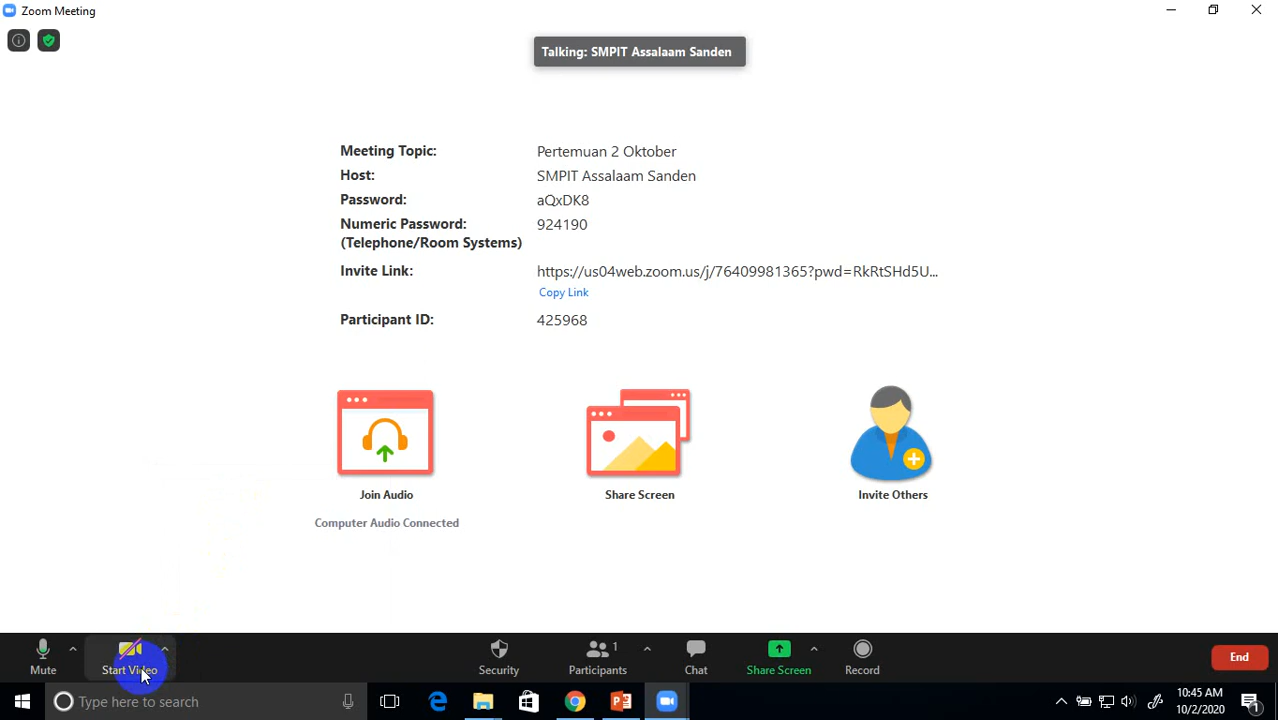 Zoom Meeting
Talking: SMPIT Assalaam Sanden
Meeting Topic: Pertemuan 2 Oktober
Host: SMPIT Assalaam Sanden
Password: aQxDK8
Numeric Password: 924190
(Telephone/Room Systems)
Invite Link: https://us04web.zoom.us/j/76409981365?pwd=RkRtSHd5U...
Copy Link
Participant ID: 425968
Join Audio Share Screen Invite Others
Computer Audio Connected
Mute Start Video Security Participants 1 Chat Share Screen Record End
Type here to search
10:45 AM
10/2/2020
1